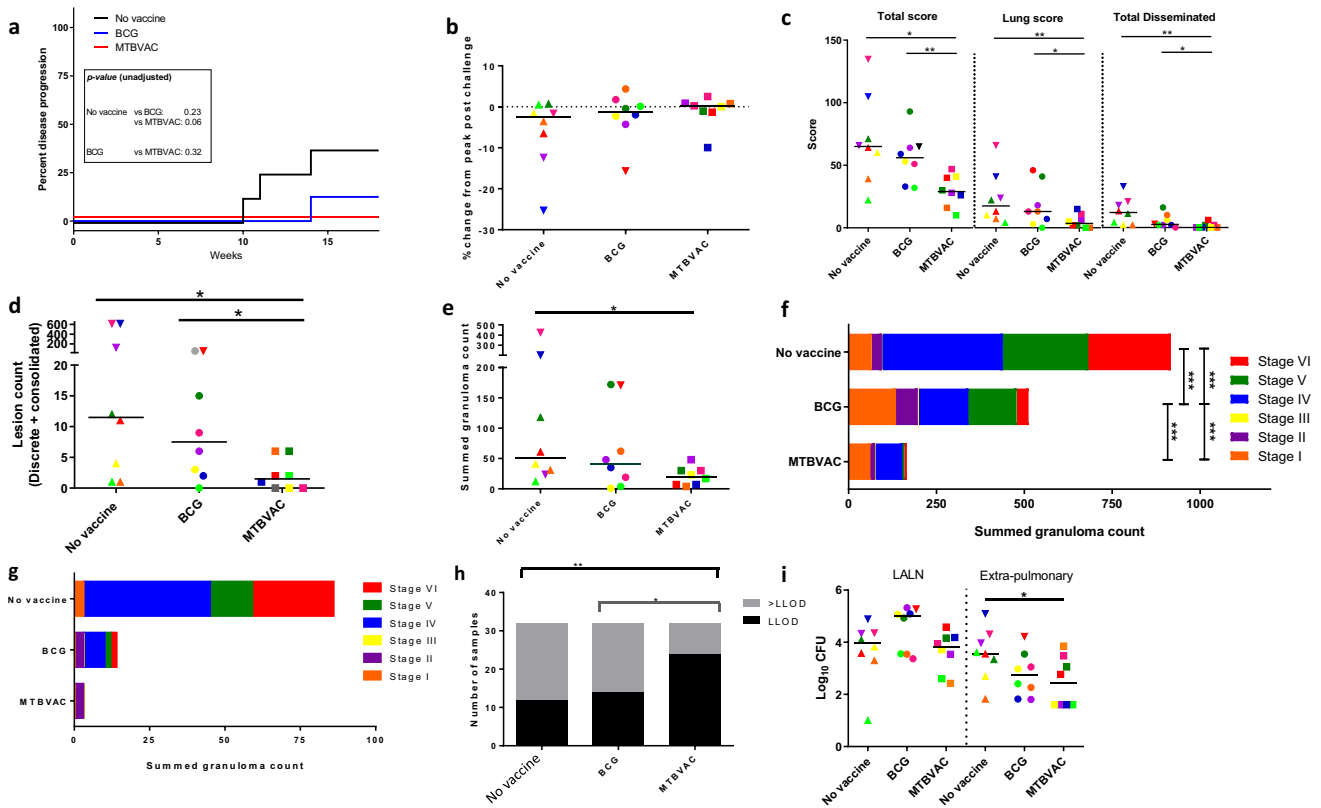 a
No vaccine
BCG
MTBVAC
p-value (unadjusted)
No vaccine vs BCG: 0.23
vs MTBVAC: 0.06
BCG vs MTBVAC: 0.32
Percent disease progression
100
75
50
25
0
0 5 10 15
Weeks
b
% change from peak post challenge
10
0
-10
-20
-30
No vaccine
BCG
MTBVAC
c
Total score
Lung score
Total Disseminated
*
**
**
*
**
*
Score
150
100
50
0
No vaccine
BCG
MTBVAC
No vaccine
BCG
MTBVAC
No vaccine
BCG
MTBVAC
d
*
*
Lesion count
(Discrete + consolidated)
600
400
200
20
15
10
5
0
No vaccine
BCG
MTBVAC
e
*
Summed granuloma count
500
400
300
200
150
100
50
0
No vaccine
BCG
MTBVAC
f
No vaccine
BCG
MTBVAC
***
***
***
***
Stage VI
Stage V
Stage IV
Stage III
Stage II
Stage I
0 250 500 750 1000
Summed granuloma count
g
No vaccine
BCG
MTBVAC
Stage VI
Stage V
Stage IV
Stage III
Stage II
Stage I
0 25 50 75 100
Summed granuloma count
h
**
*
>LLOD
LLOD
Number of samples
40
30
20
10
0
No vaccine
BCG
MTBVAC
i
LALN
Extra-pulmonary
*
Log10 CFU
6
4
2
0
No vaccine
BCG
MTBVAC
No vaccine
BCG
MTBVAC